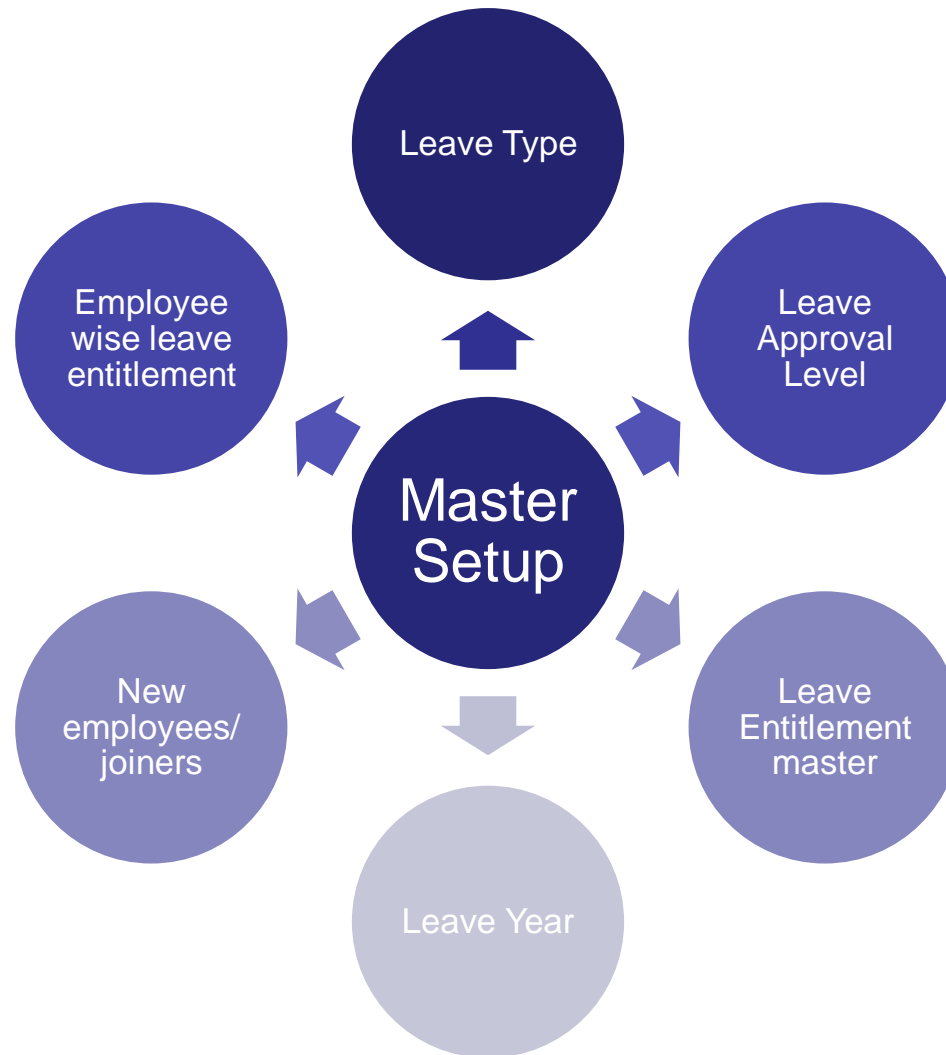 Leave Type
Employee
wise leave
entitlement
Leave
Approval
Level
Master
Setup
New
employees/
joiners
Leave
Entitlement
master
Leave Year